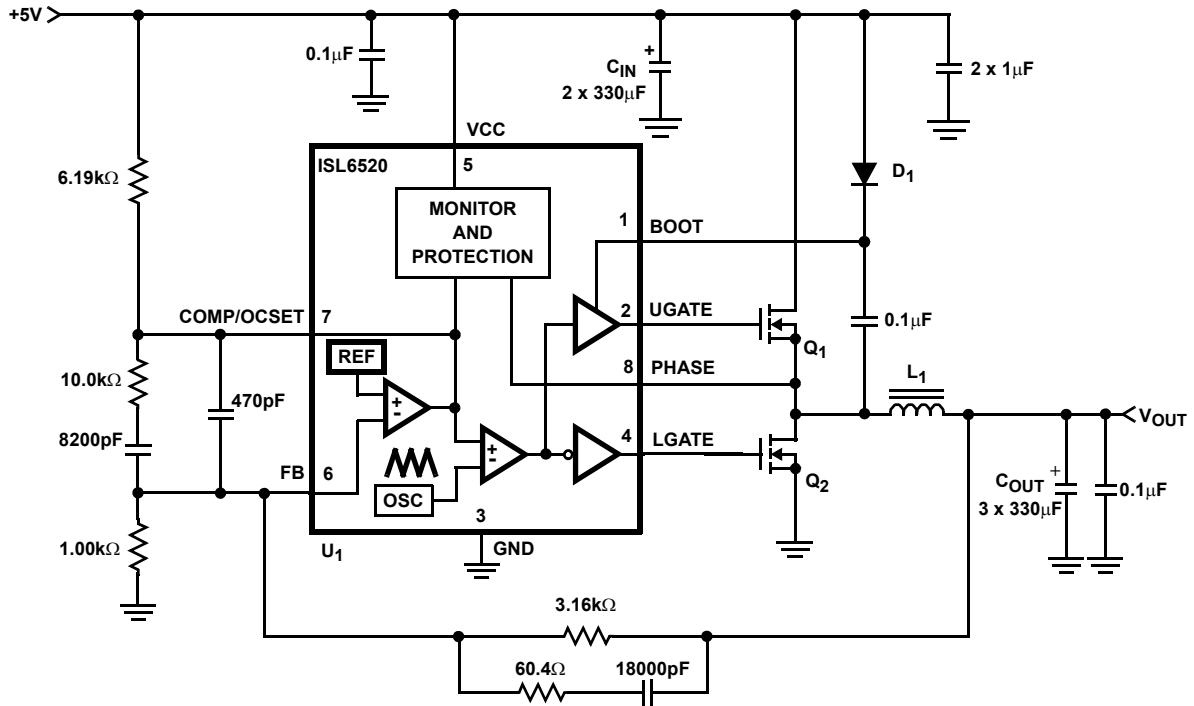 +5V
0.1μF
C_IN
2 x 330μF
2 x 1μF
VCC
ISL6520
5
6.19kΩ
MONITOR
AND
PROTECTION
D1
1
BOOT
COMP/OCSET
7
2
UGATE
0.1μF
Q1
REF
+
-
8
PHASE
L1
10.0kΩ
470pF
+
-
4
LGATE
VOUT
8200pF
FB
6
OSC
Q2
COUT
+
3 x 330μF
0.1μF
3
GND
1.00kΩ
U1
3.16kΩ
60.4Ω
18000pF